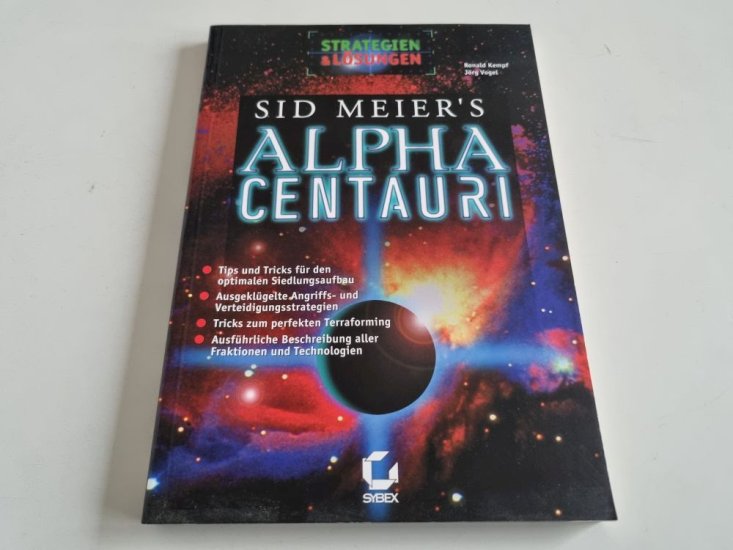 STRATEGIEN
& LÖSUNGEN
Ronald Kempf
Jörg Vogel
SID MEIER'S
ALPHA
CENTAURI
Tips und Tricks für den
optimalen Siedlungsaufbau
Ausgeklügelte Angriffs- und
Verteidigungsstrategien
Tricks zum perfekten Terraforming
Ausführliche Beschreibung aller
Fraktionen und Technologien
SYBEX